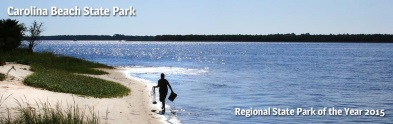 Carolina Beach State Park
Regional State Park of the Year 2015